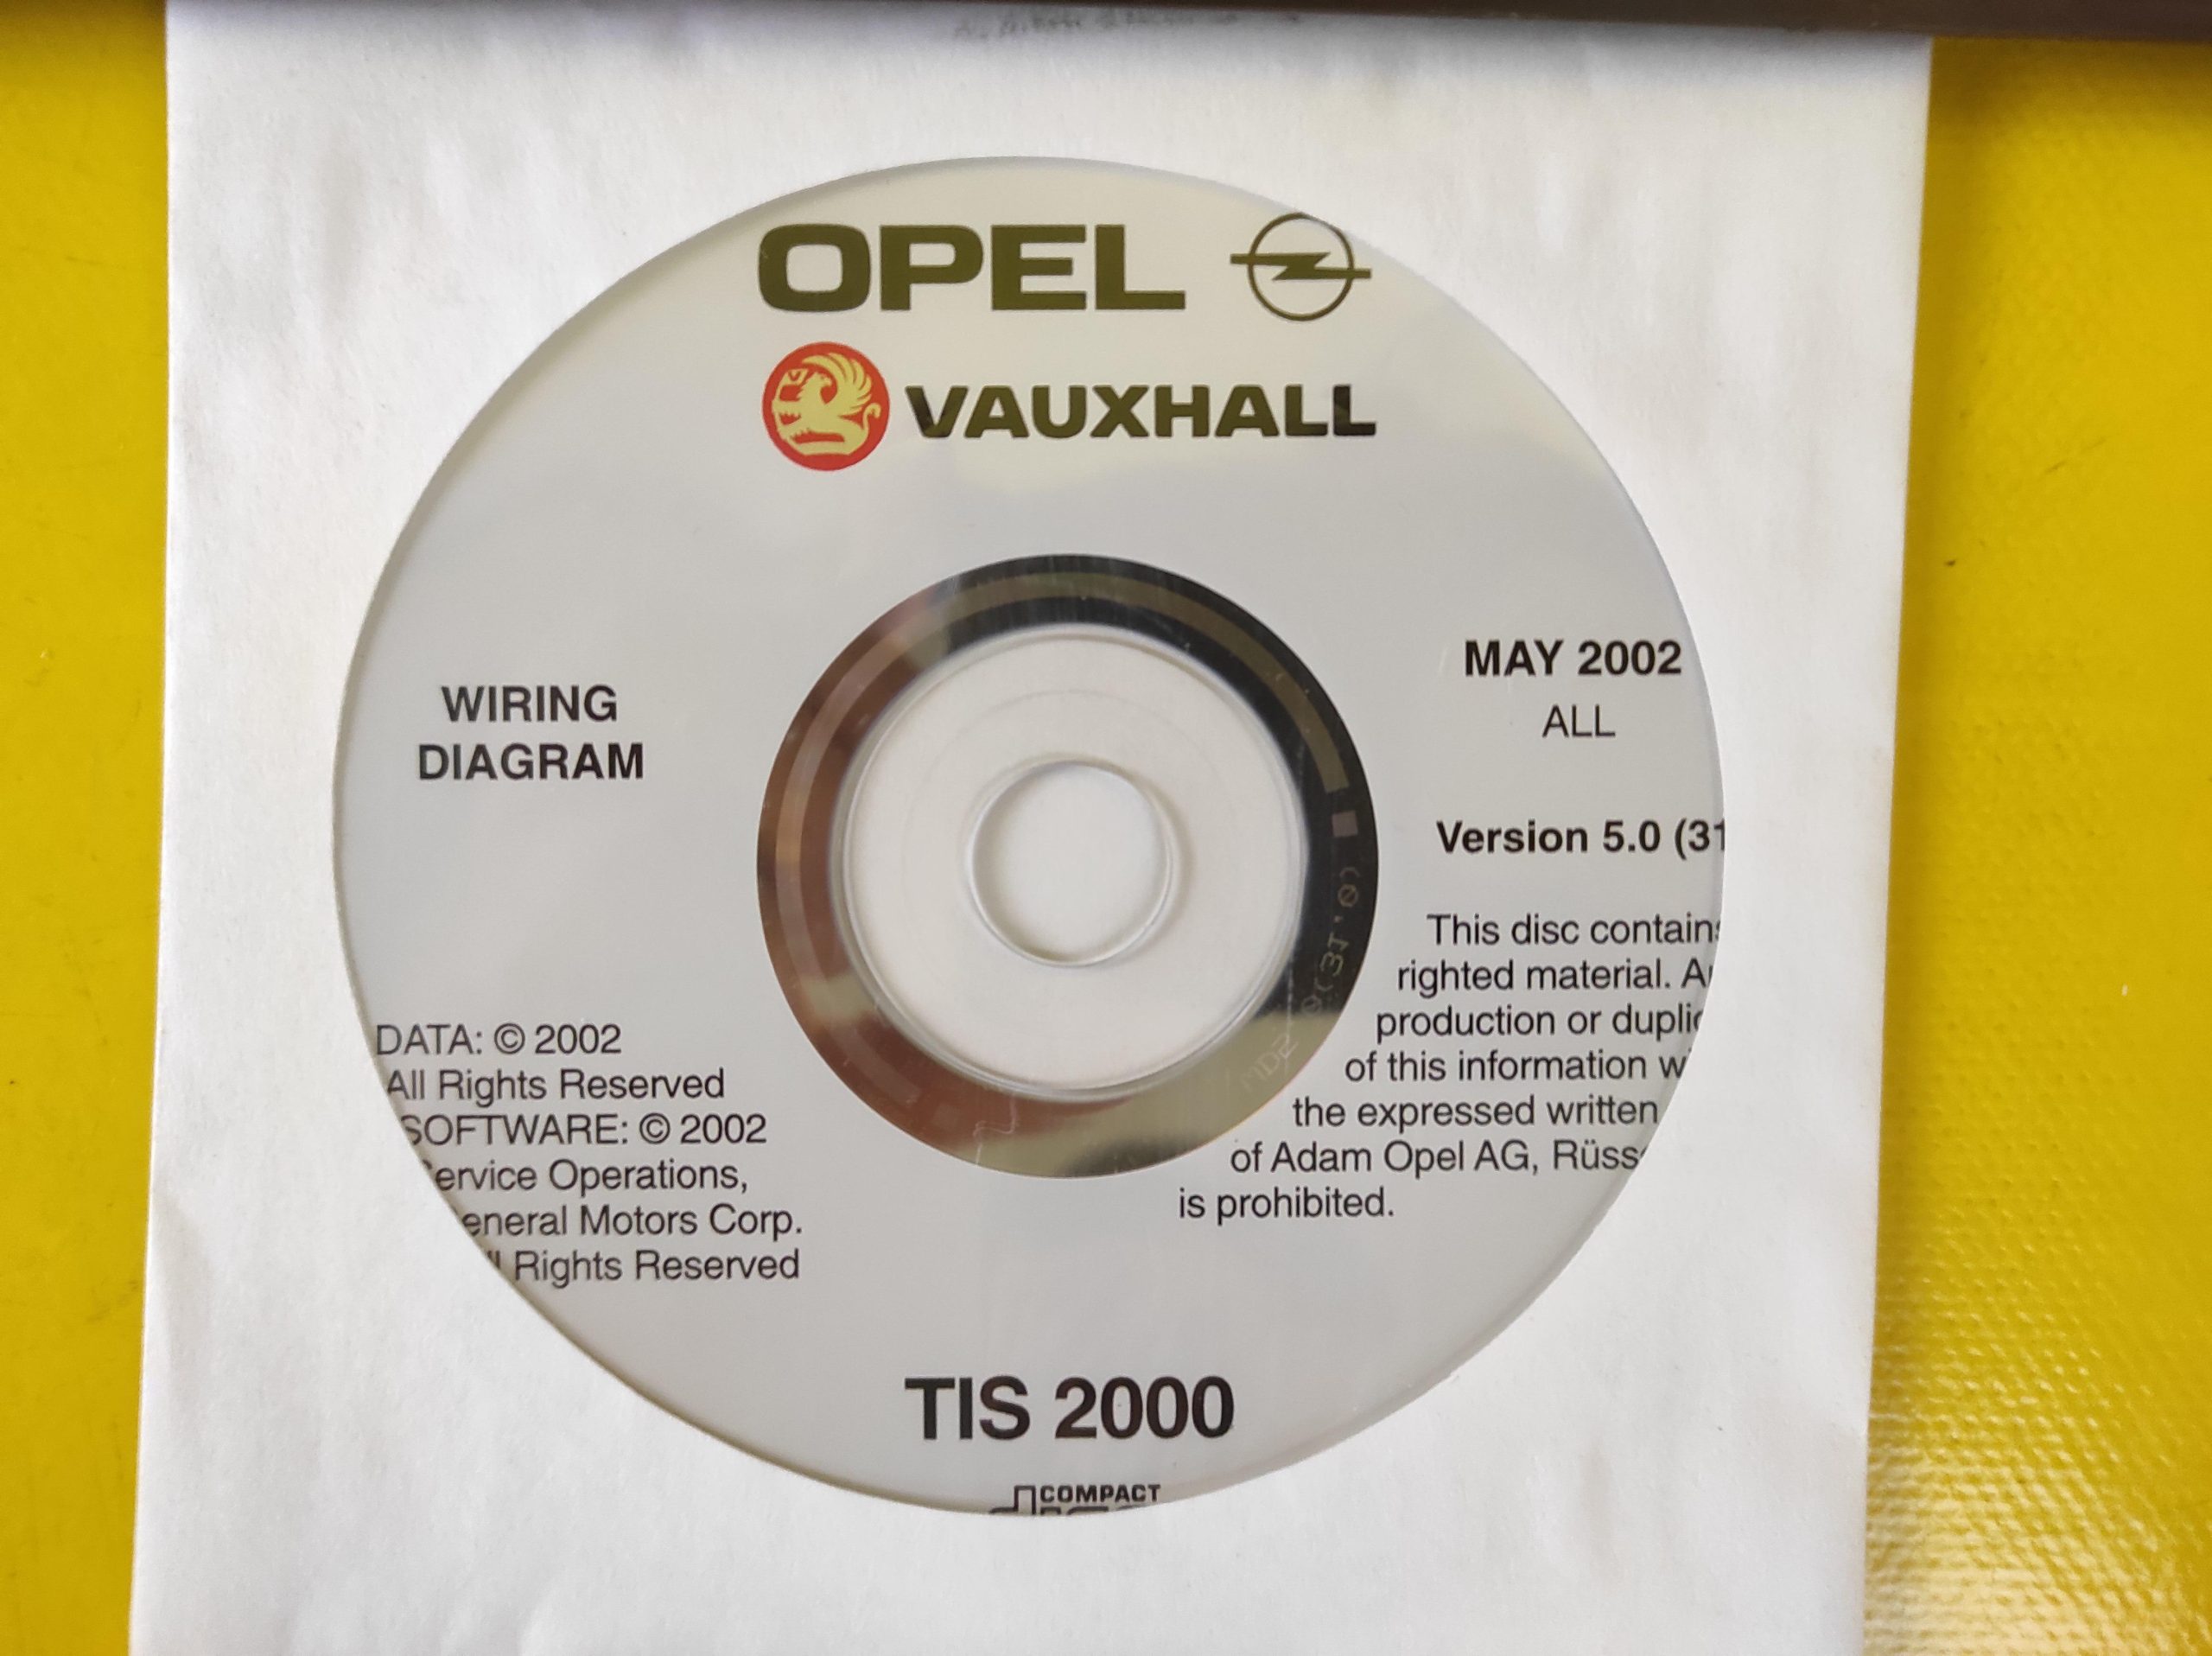 OPEL
VAUXHALL
WIRING
DIAGRAM
MAY 2002
ALL
Version 5.0 (31
This disc contains
righted material. A
production or duplic
of this information w
the expressed written
of Adam Opel AG, Rüss
is prohibited.
DATA: © 2002
All Rights Reserved
SOFTWARE: © 2002
Service Operations,
General Motors Corp.
All Rights Reserved
TIS 2000
COMPACT